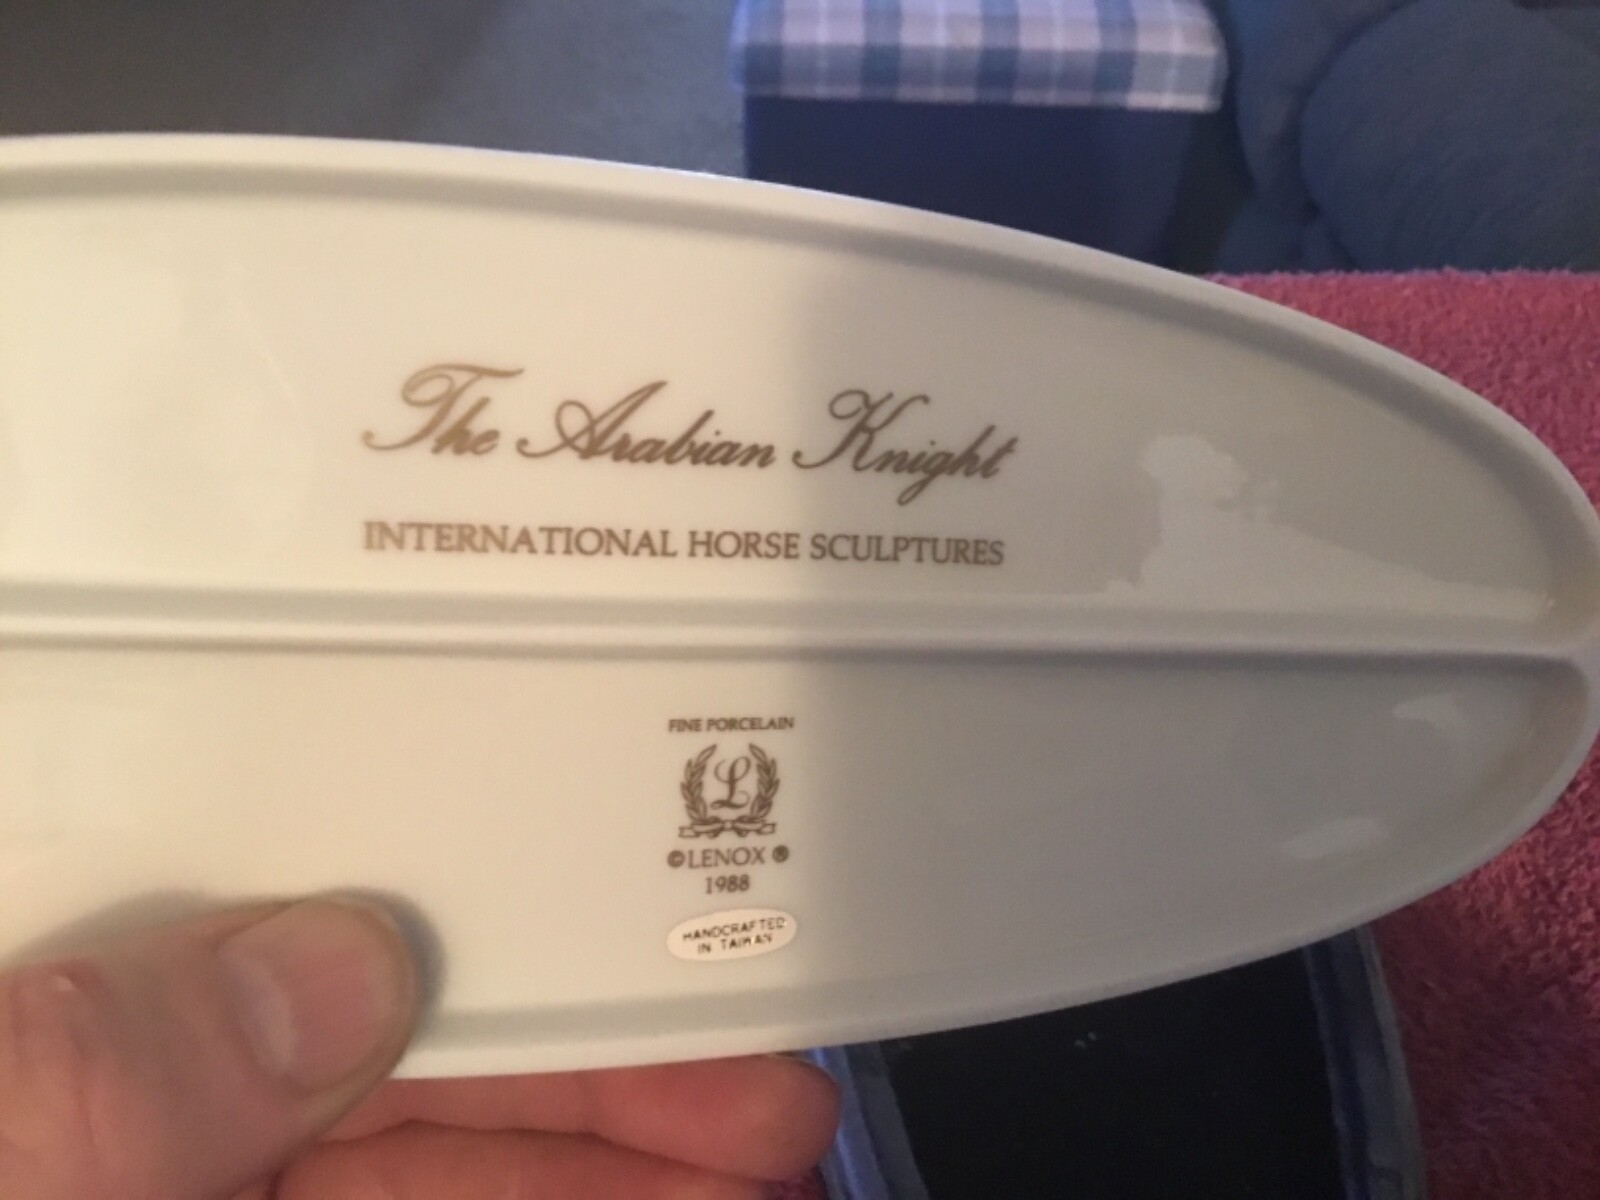 The Arabian Knight
INTERNATIONAL HORSE SCULPTURES
FINE PORCELAIN
L
©LENOX®
1988
HANDCRAFTED
IN TAIWAN